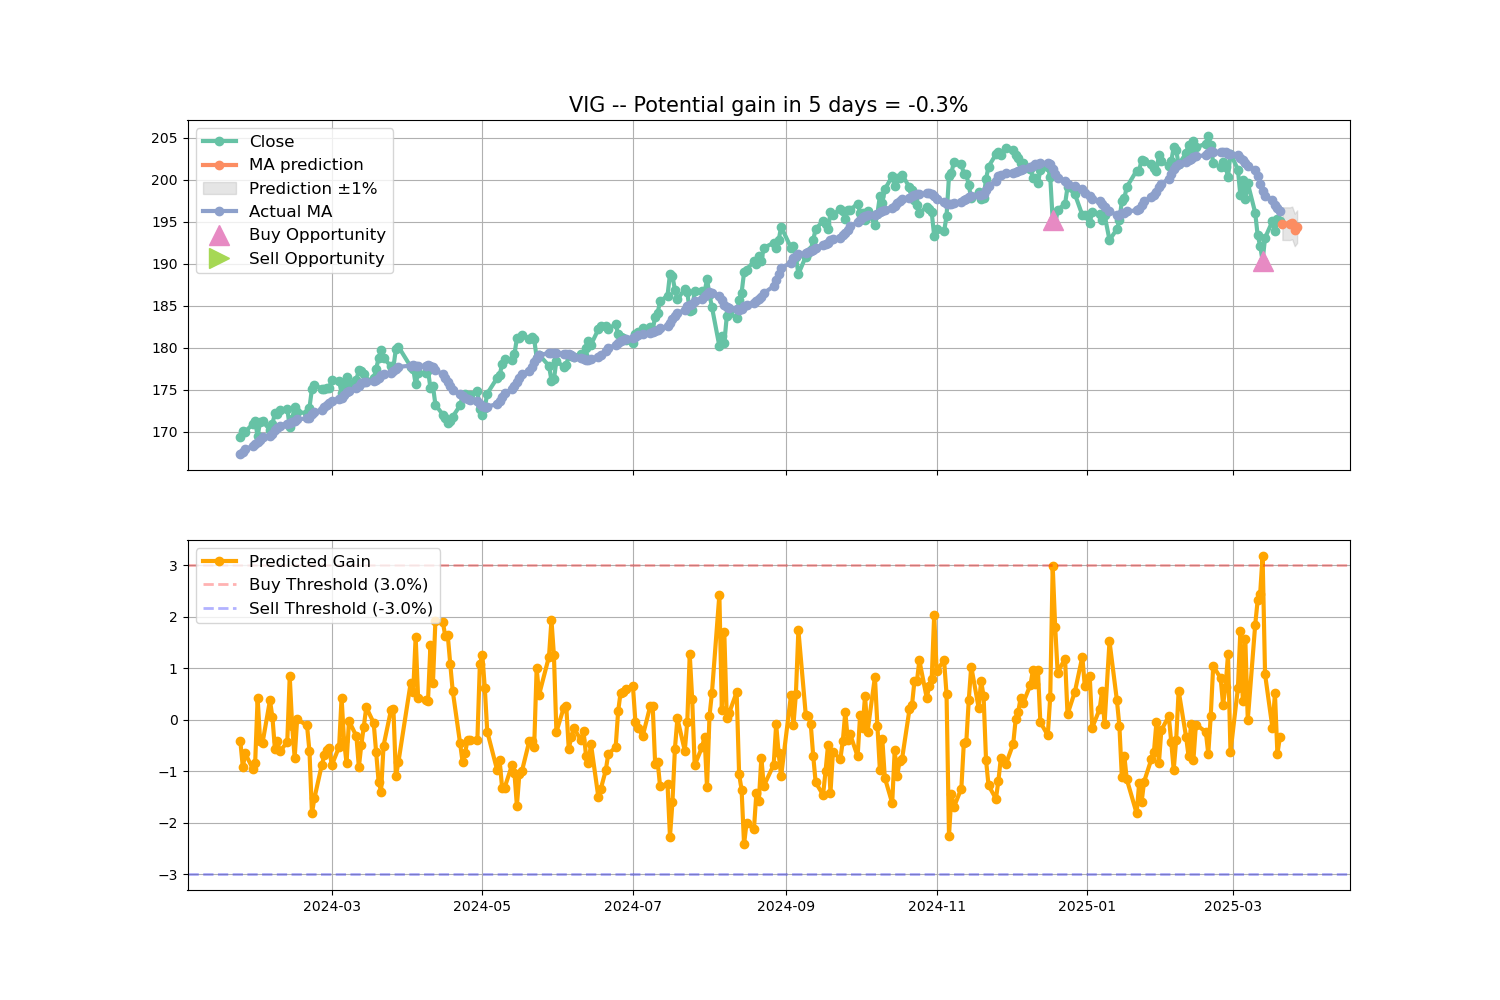 VIG -- Potential gain in 5 days = -0.3%
205
200
195
190
185
180
175
170
Close
MA prediction
Prediction ±1%
Actual MA
Buy Opportunity
Sell Opportunity
3
2
1
0
−1
−2
−3
Predicted Gain
Buy Threshold (3.0%)
Sell Threshold (-3.0%)
2024-03
2024-05
2024-07
2024-09
2024-11
2025-01
2025-03